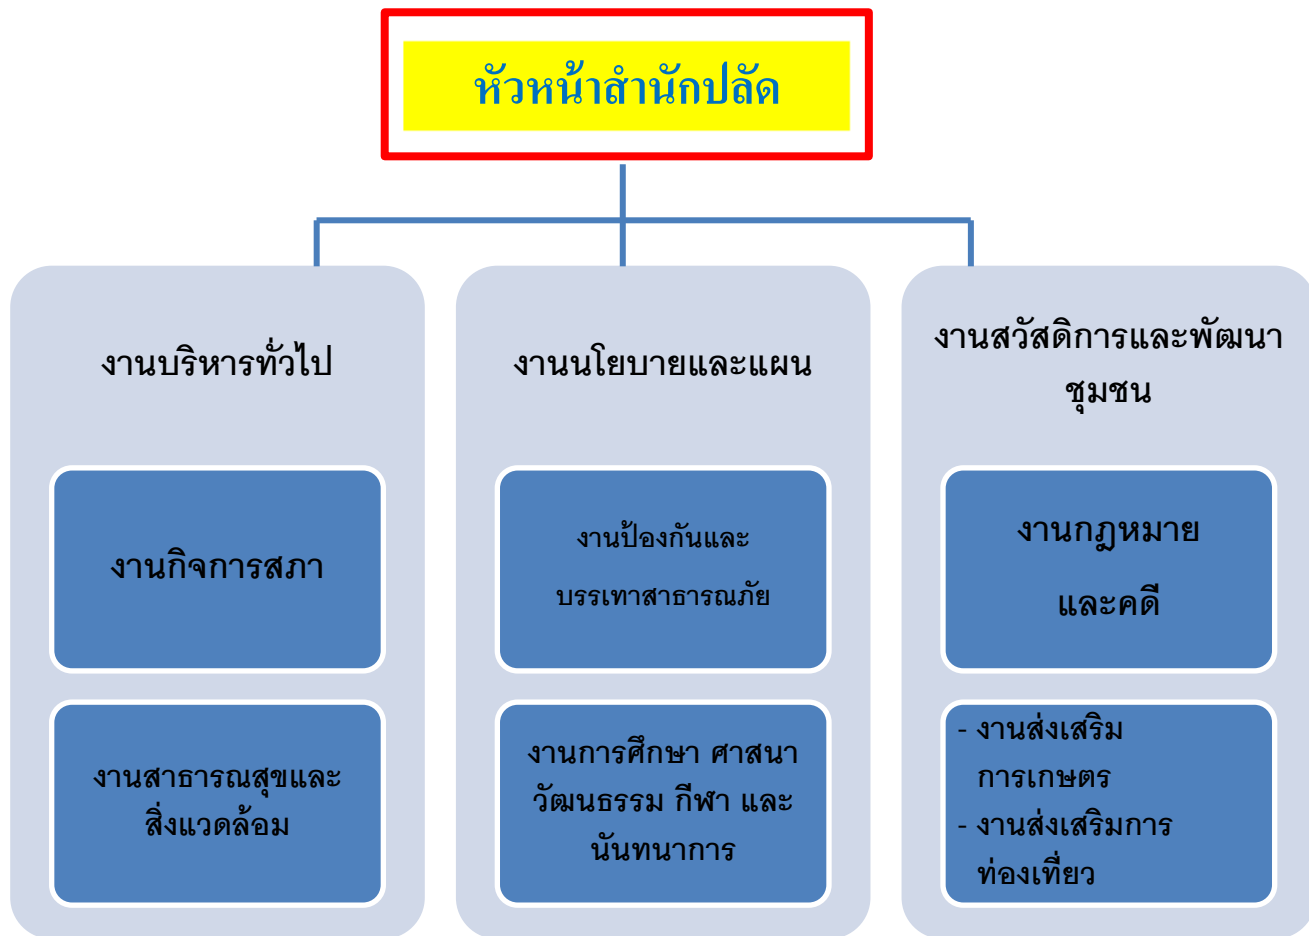 หัวหน้าสำนักปลัด
งานบริหารทั่วไป
งานกิจการสภา
งานสาธารณสุขและ
สิ่งแวดล้อม
งานนโยบายและแผน
งานป้องกันและ
บรรเทาสาธารณภัย
งานการศึกษา ศาสนา
วัฒนธรรม กีฬา และ
นันทนาการ
งานสวัสดิการและพัฒนา
ชุมชน
งานกฎหมาย
และคดี
- งานส่งเสริม
การเกษตร
- งานส่งเสริมการ
ท่องเที่ยว